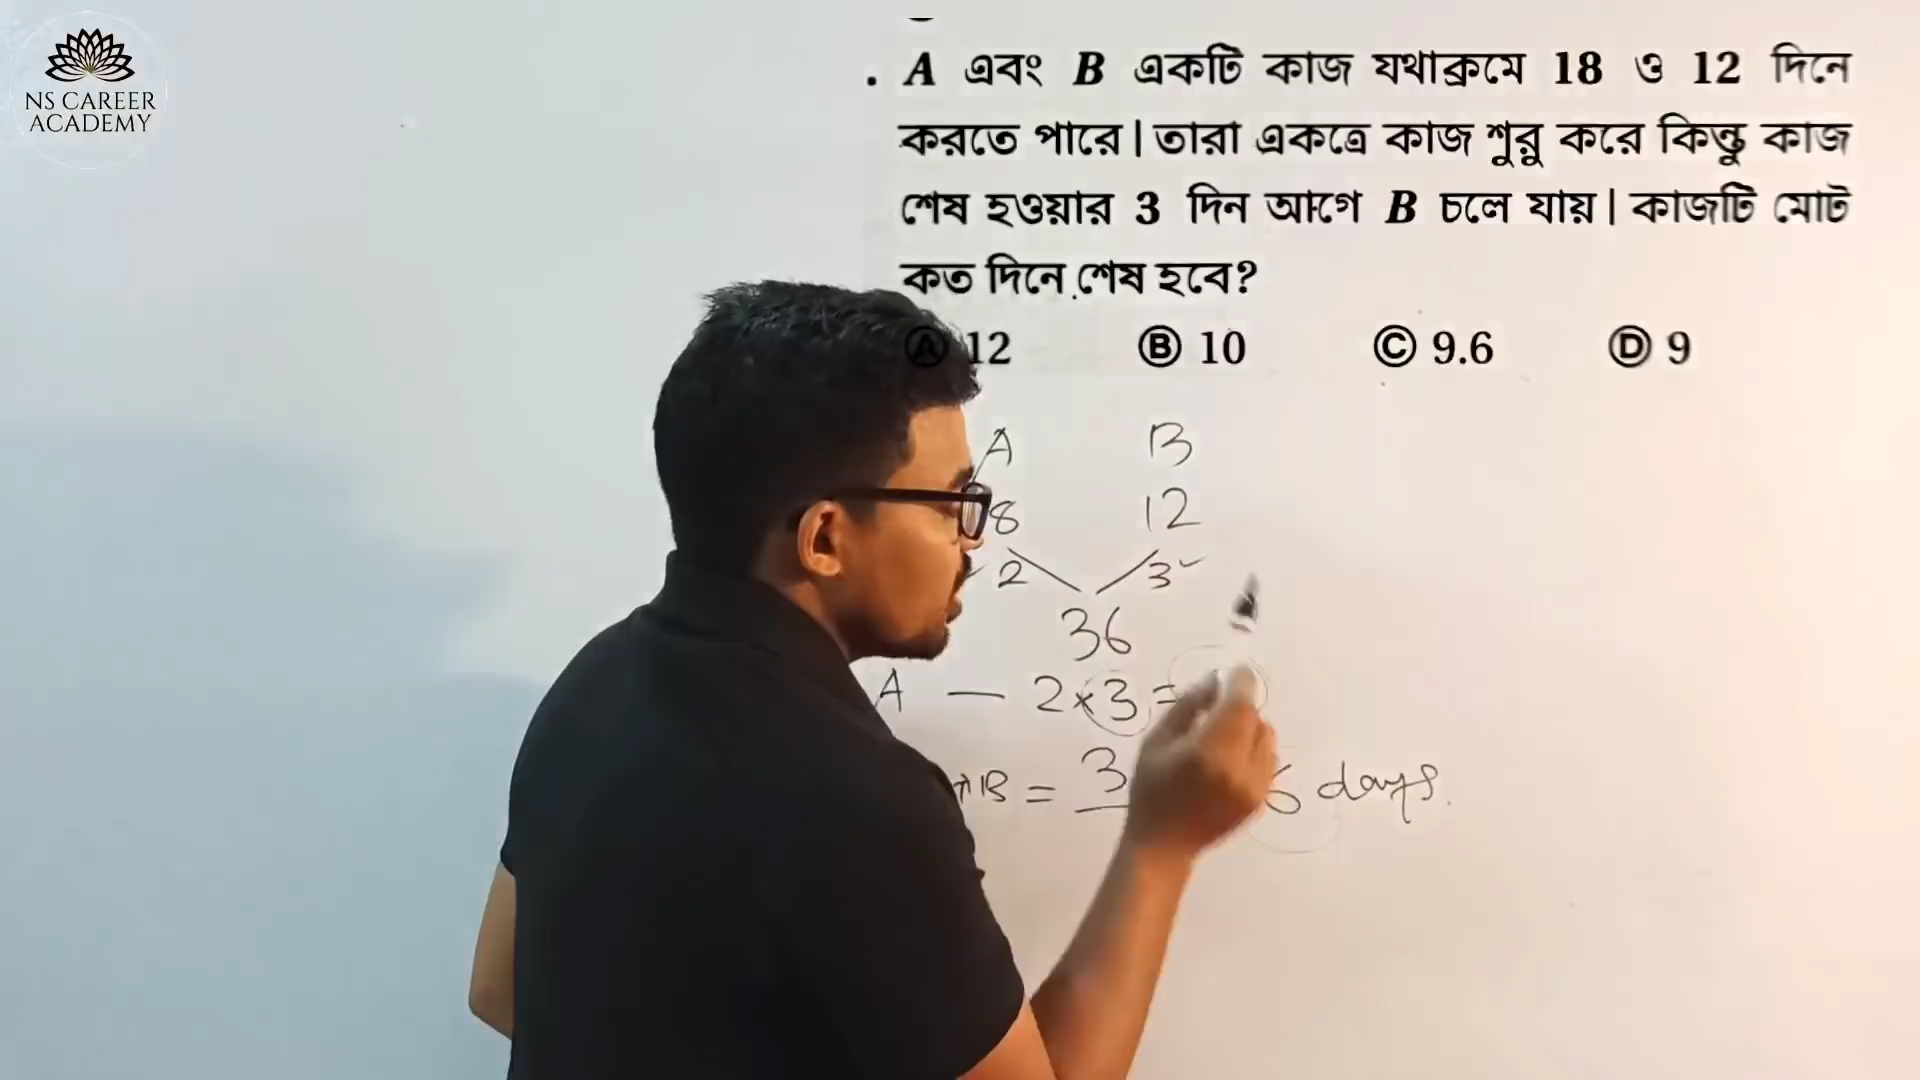 NS CAREER
ACADEMY
. A এবং B একটি কাজ যথাক্রমে 18 ও 12 দিনে
করতে পারে| তারা একত্রে কাজ শুরু করে কিন্তু কাজ
শেষ হওয়ার 3 দিন আগে B চলে যায়| কাজটি মোট
কত দিনে শেষ হবে?
Ⓐ 12 Ⓑ 10 Ⓒ 9.6 Ⓓ 9
A B
8 12
2 3
36
A — 2×3 =
+B = 3 6 days.